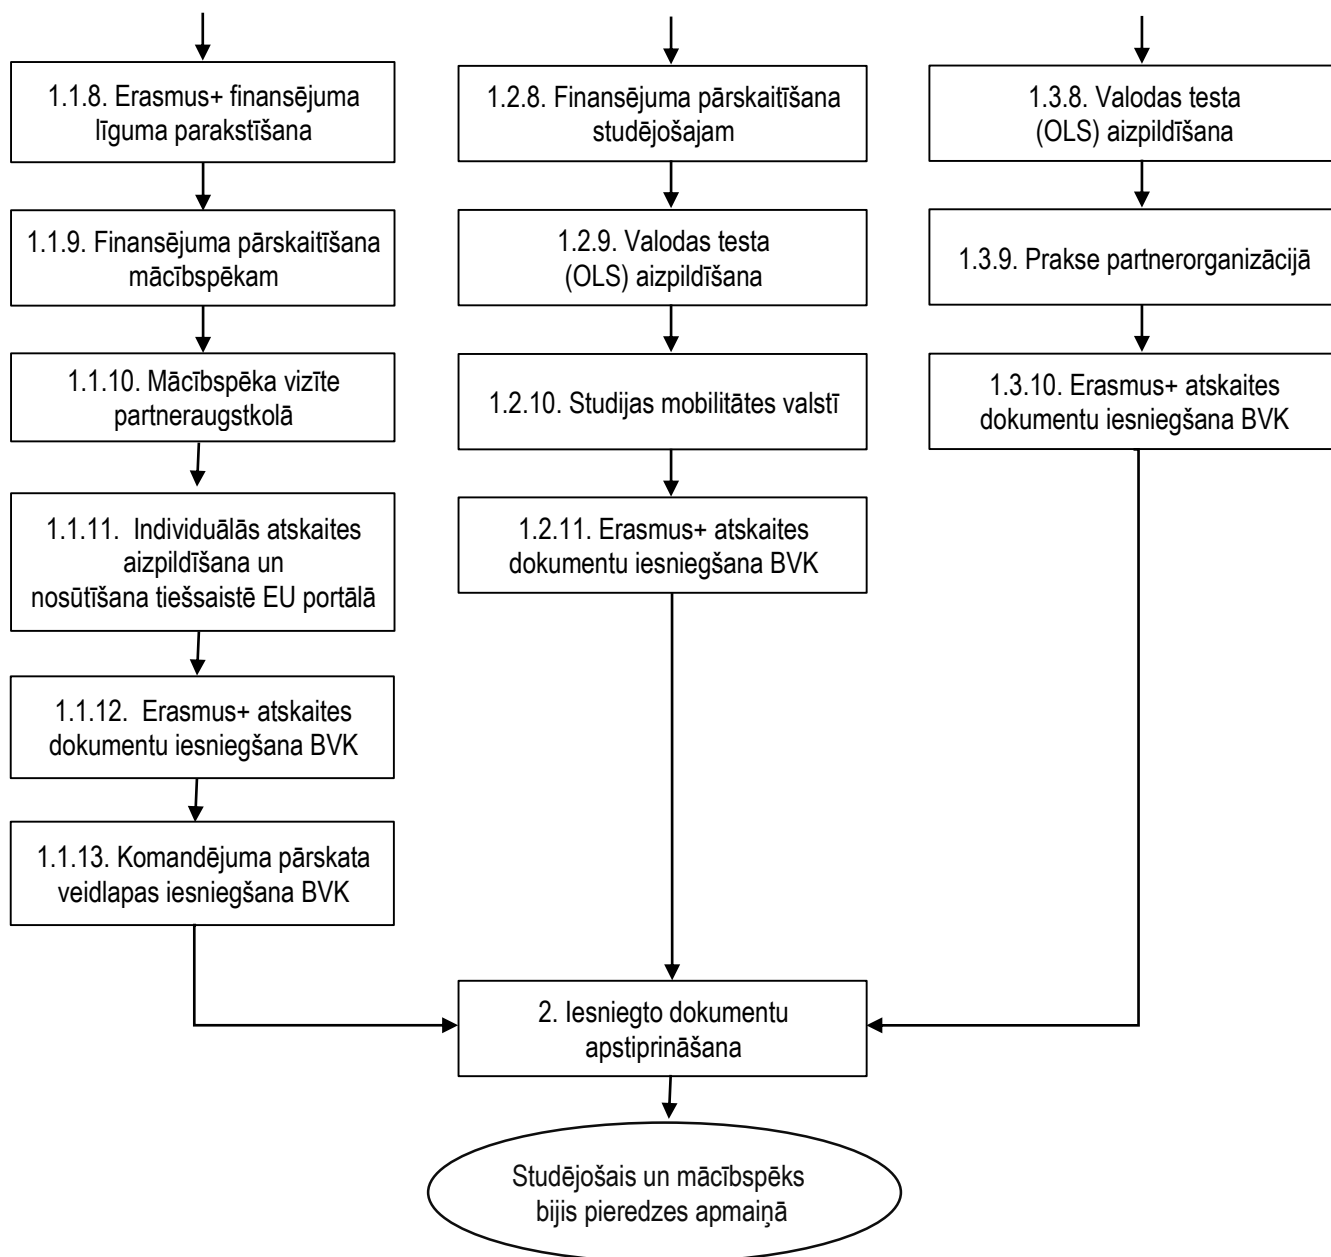 1.1.8. Erasmus+ finansējuma
līguma parakstīšana
1.1.9. Finansējuma pārskaitīšana
mācībspēkam
1.1.10. Mācībspēka vizīte
partneraugstkolā
1.1.11.  Individuālās atskaites
aizpildīšana un
nosūtīšana tiešsaistē EU portālā
1.1.12.  Erasmus+ atskaites
dokumentu iesniegšana BVK
1.1.13. Komandējuma pārskata
veidlapas iesniegšana BVK
1.2.8. Finansējuma pārskaitīšana
studējošajam
1.2.9. Valodas testa
(OLS) aizpildīšana
1.2.10. Studijas mobilitātes valstī
1.2.11. Erasmus+ atskaites
dokumentu iesniegšana BVK
1.3.8. Valodas testa
(OLS) aizpildīšana
1.3.9. Prakse partnerorganizācijā
1.3.10. Erasmus+ atskaites
dokumentu iesniegšana BVK
2. Iesniegto dokumentu
apstiprināšana
Studējošais un mācībspēks
bijis pieredzes apmaiņā